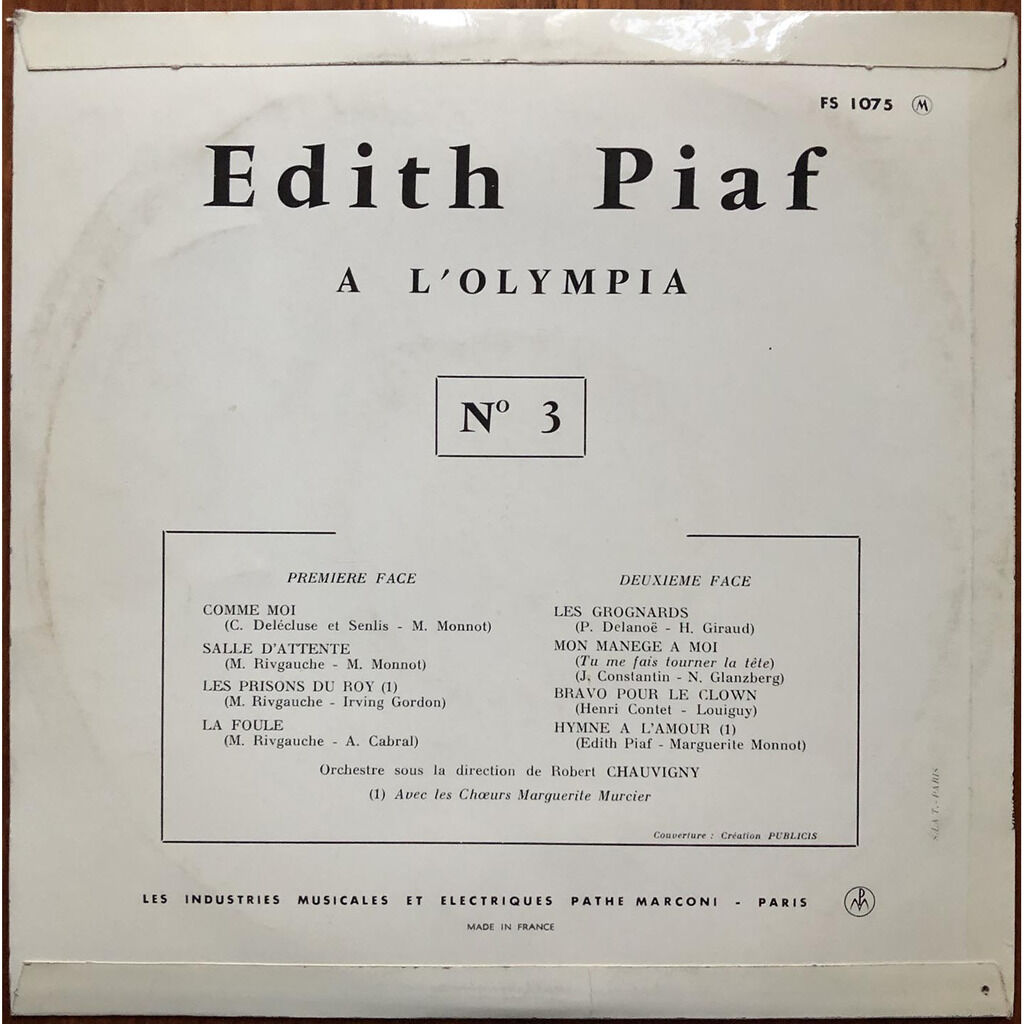 FS 1075 M
Edith Piaf
A L'OLYMPIA
Nº 3
PREMIERE FACE
COMME MOI
(C. Delécluse et Senlis - M. Monnot)
SALLE D'ATTENTE
(M. Rivgauche - M. Monnot)
LES PRISONS DU ROY (1)
(M. Rivgauche - Irving Gordon)
LA FOULE
(M. Rivgauche - A. Cabral)
DEUXIEME FACE
LES GROGNARDS
(P. Delanoë - H. Giraud)
MON MANEGE A MOI
(Tu me fais tourner la tête)
(J. Constantin - N. Glanzberg)
BRAVO POUR LE CLOWN
(Henri Contet - Louiguy)
HYMNE A L'AMOUR (1)
(Edith Piaf - Marguerite Monnot)
Orchestre sous la direction de Robert CHAUVIGNY
(1) Avec les Chœurs Marguerite Murcier
Couverture : Création PUBLICIS
S.L.A T. - PARIS
LES INDUSTRIES MUSICALES ET ELECTRIQUES PATHE MARCONI - PARIS
MADE IN FRANCE